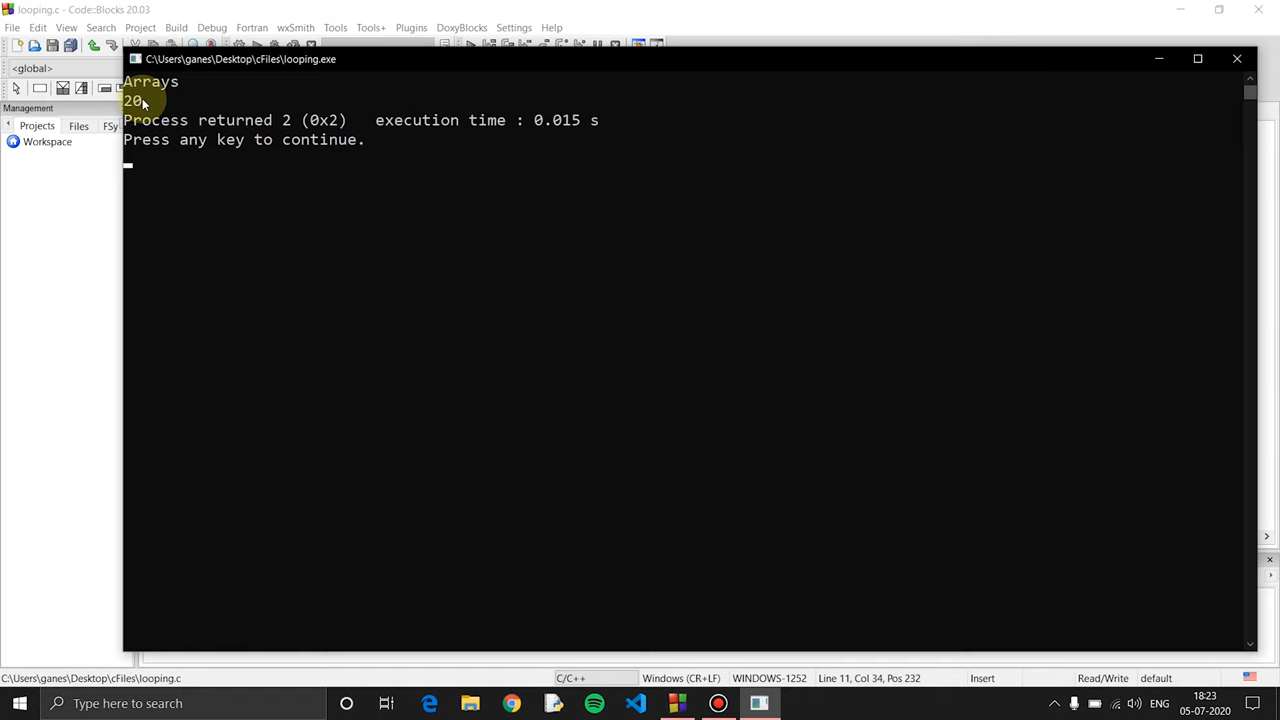 looping.c - Code::Blocks 20.03
File Edit View Search Project Build Debug Fortran wxSmith Tools Tools+ Plugins DoxyBlocks Settings Help
C:\Users\ganes\Desktop\cFiles\looping.exe
<global>
Arrays
20
Management
Projects Files FSy
Process returned 2 (0x2) execution time : 0.015 s
Workspace
Press any key to continue.
C:\Users\ganes\Desktop\cFiles\looping.c C/C++ Windows (CR+LF) WINDOWS-1252 Line 11, Col 34, Pos 232 Insert Read/Write default
Type here to search
ENG
18:23
05-07-2020